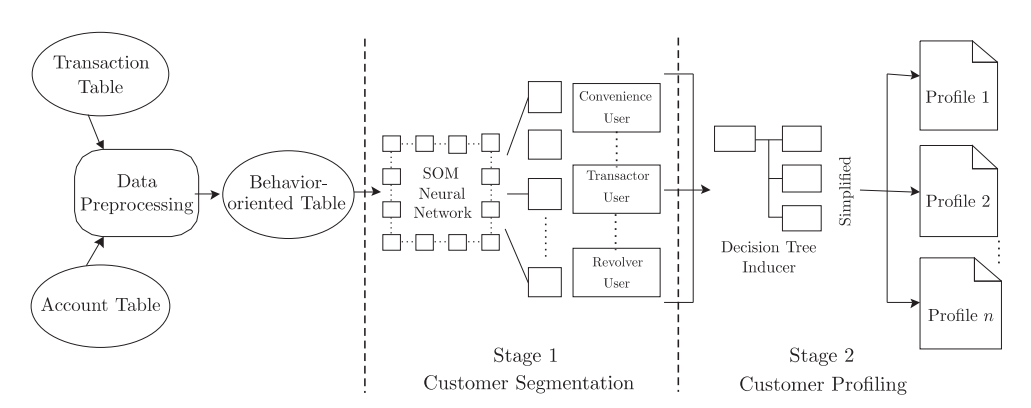 Transaction
Table
Data
Preprocessing
Account Table
Behavior-
oriented Table
SOM
Neural
Network
Convenience
User
Transactor
User
Revolver
User
Stage 1
Customer Segmentation
Decision Tree
Inducer
Simplified
Profile 1
Profile 2
Profile n
Stage 2
Customer Profiling